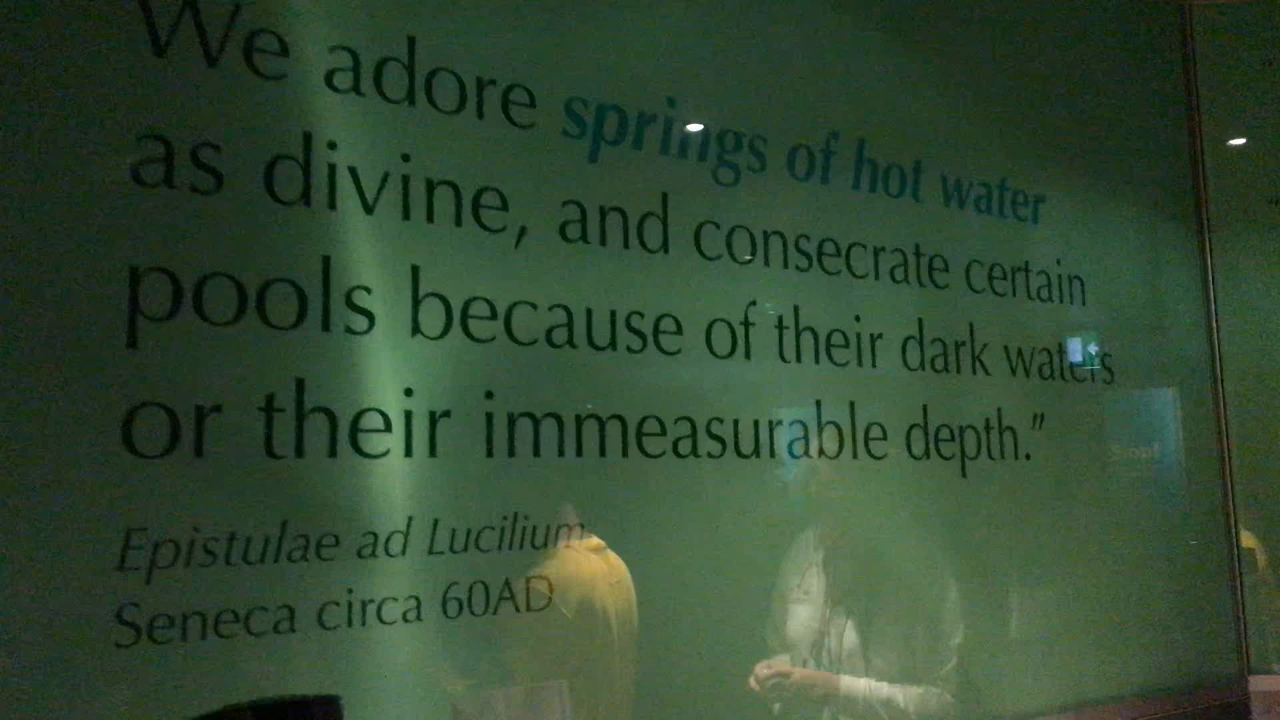 We adore springs of hot water
as divine, and consecrate certain
pools because of their dark waters
or their immeasurable depth.”
Epistulae ad Lucilium
Seneca circa 60AD